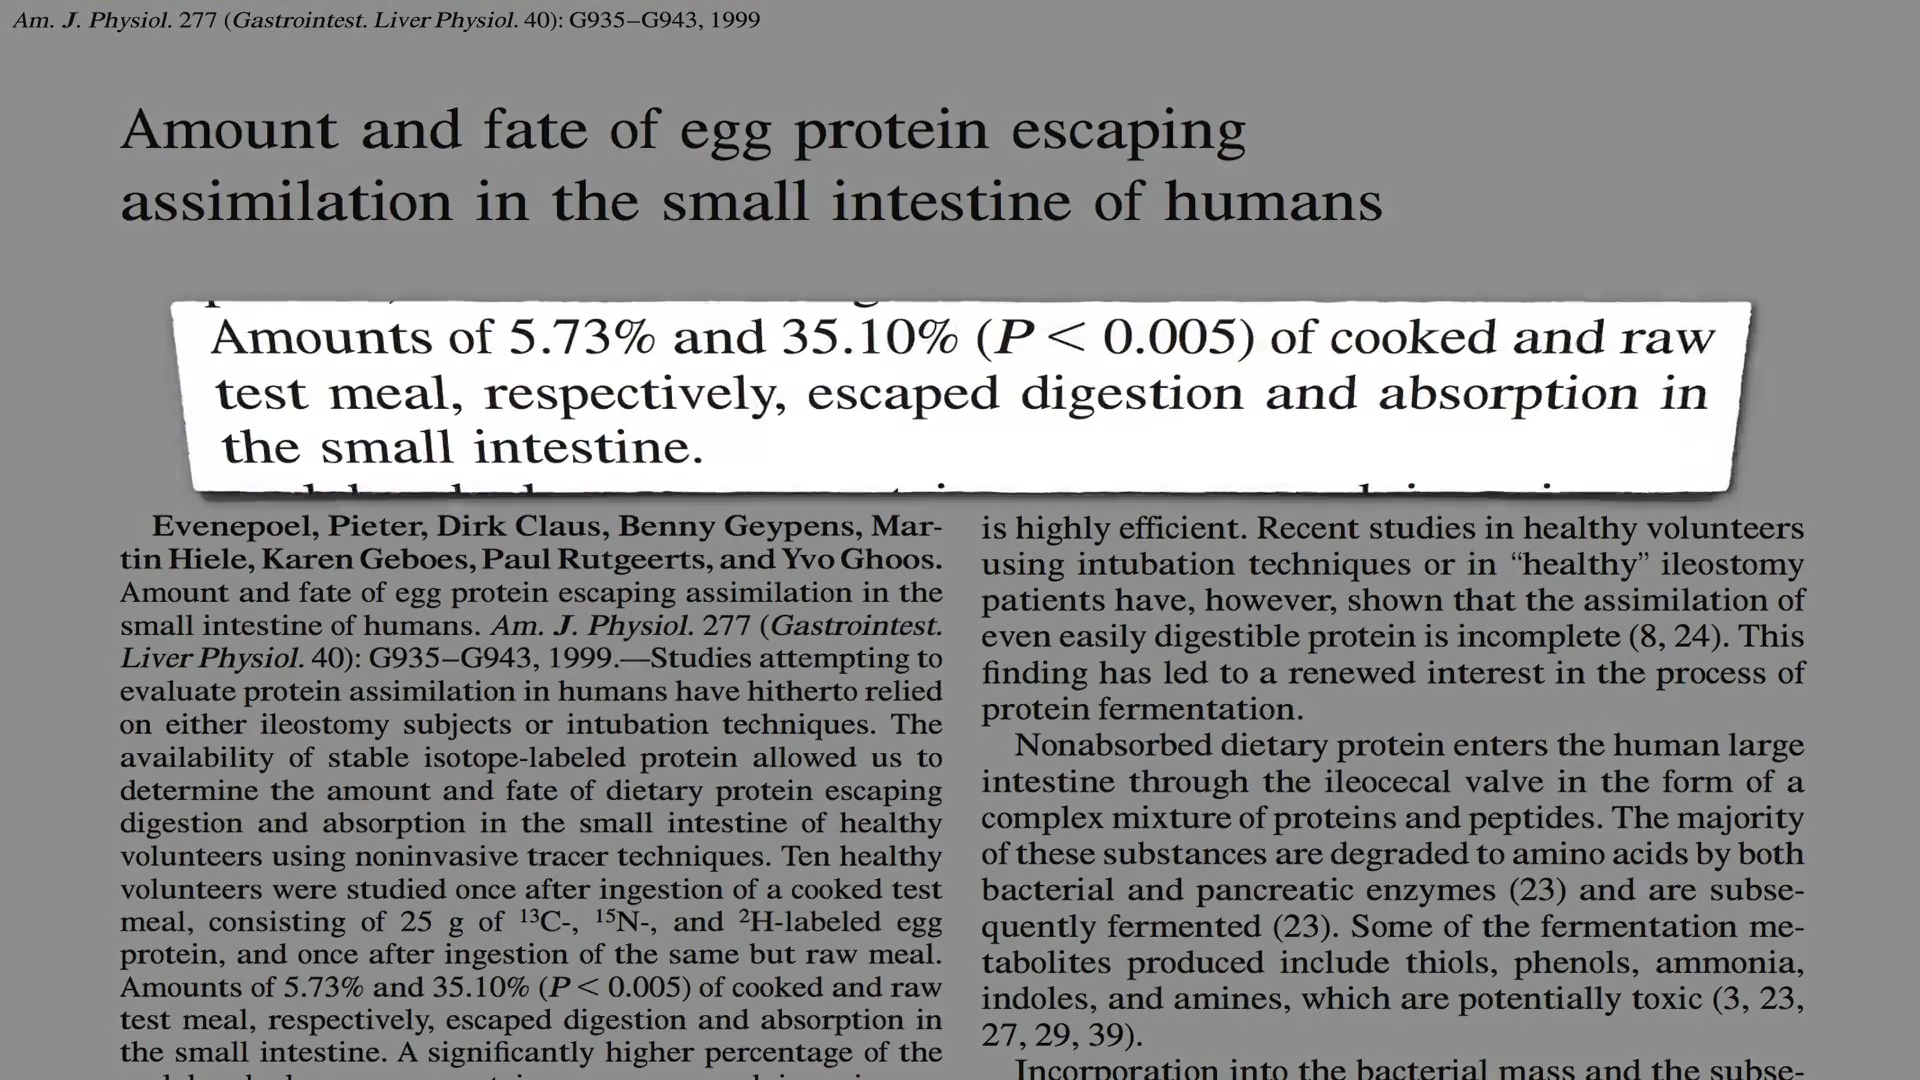 Am. J. Physiol. 277 (Gastrointest. Liver Physiol. 40): G935–G943, 1999
Amount and fate of egg protein escaping
assimilation in the small intestine of humans
Amounts of 5.73% and 35.10% (P < 0.005) of cooked and raw
test meal, respectively, escaped digestion and absorption in
the small intestine.
Evenepoel, Pieter, Dirk Claus, Benny Geypens, Mar-
tin Hiele, Karen Geboes, Paul Rutgeerts, and Yvo Ghoos.
Amount and fate of egg protein escaping assimilation in the
small intestine of humans. Am. J. Physiol. 277 (Gastrointest.
Liver Physiol. 40): G935–G943, 1999.—Studies attempting to
evaluate protein assimilation in humans have hitherto relied
on either ileostomy subjects or intubation techniques. The
availability of stable isotope-labeled protein allowed us to
determine the amount and fate of dietary protein escaping
digestion and absorption in the small intestine of healthy
volunteers using noninvasive tracer techniques. Ten healthy
volunteers were studied once after ingestion of a cooked test
meal, consisting of 25 g of ¹³C-, ¹⁵N-, and ²H-labeled egg
protein, and once after ingestion of the same but raw meal.
Amounts of 5.73% and 35.10% (P < 0.005) of cooked and raw
test meal, respectively, escaped digestion and absorption in
the small intestine. A significantly higher percentage of the
is highly efficient. Recent studies in healthy volunteers
using intubation techniques or in “healthy” ileostomy
patients have, however, shown that the assimilation of
even easily digestible protein is incomplete (8, 24). This
finding has led to a renewed interest in the process of
protein fermentation.
Nonabsorbed dietary protein enters the human large
intestine through the ileocecal valve in the form of a
complex mixture of proteins and peptides. The majority
of these substances are degraded to amino acids by both
bacterial and pancreatic enzymes (23) and are subse-
quently fermented (23). Some of the fermentation me-
tabolites produced include thiols, phenols, ammonia,
indoles, and amines, which are potentially toxic (3, 23,
27, 29, 39).
Incorporation into the bacterial mass and the subse-